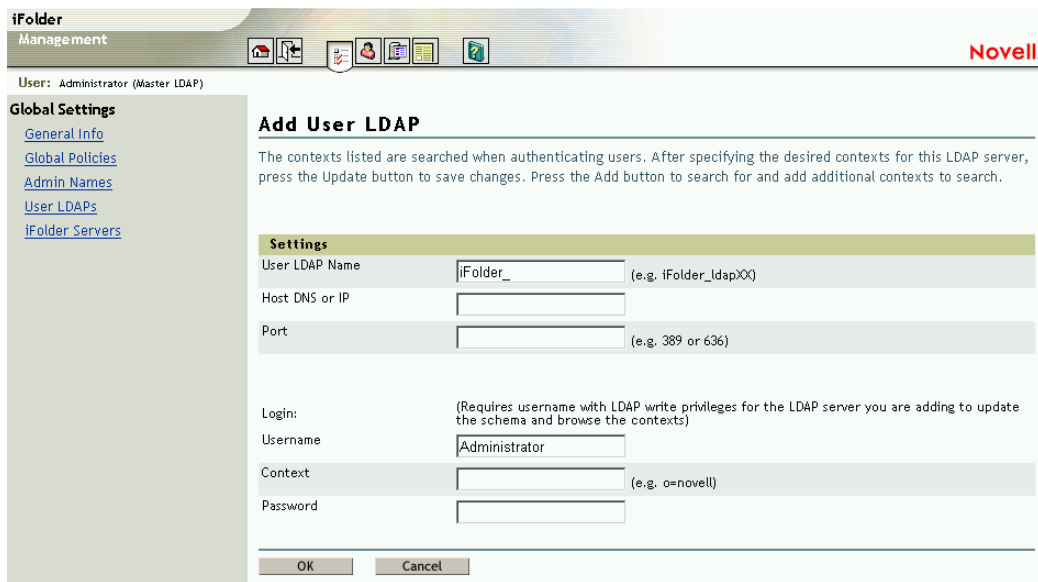 iFolder
Management
Novell.
User: Administrator (Master LDAP)
Global Settings
General Info
Global Policies
Admin Names
User LDAPs
iFolder Servers
Add User LDAP
The contexts listed are searched when authenticating users. After specifying the desired contexts for this LDAP server,
press the Update button to save changes. Press the Add button to search for and add additional contexts to search.
Settings
User LDAP Name iFolder_ (e.g. iFolder_ldapXX)
Host DNS or IP
Port (e.g. 389 or 636)
Login: (Requires username with LDAP write privileges for the LDAP server you are adding to update
the schema and browse the contexts)
Username Administrator
Context (e.g. o=novell)
Password
OK Cancel